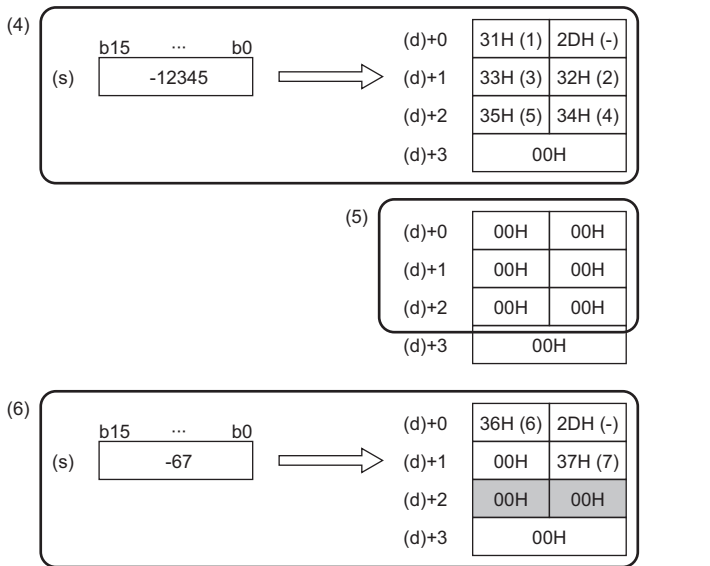 (4)
b15 ... b0
(s) -12345
(d)+0 31H (1) 2DH (-)
(d)+1 33H (3) 32H (2)
(d)+2 35H (5) 34H (4)
(d)+3 00H
(5)
(d)+0 00H 00H
(d)+1 00H 00H
(d)+2 00H 00H
(d)+3 00H
(6)
b15 ... b0
(s) -67
(d)+0 36H (6) 2DH (-)
(d)+1 00H 37H (7)
(d)+2 00H 00H
(d)+3 00H